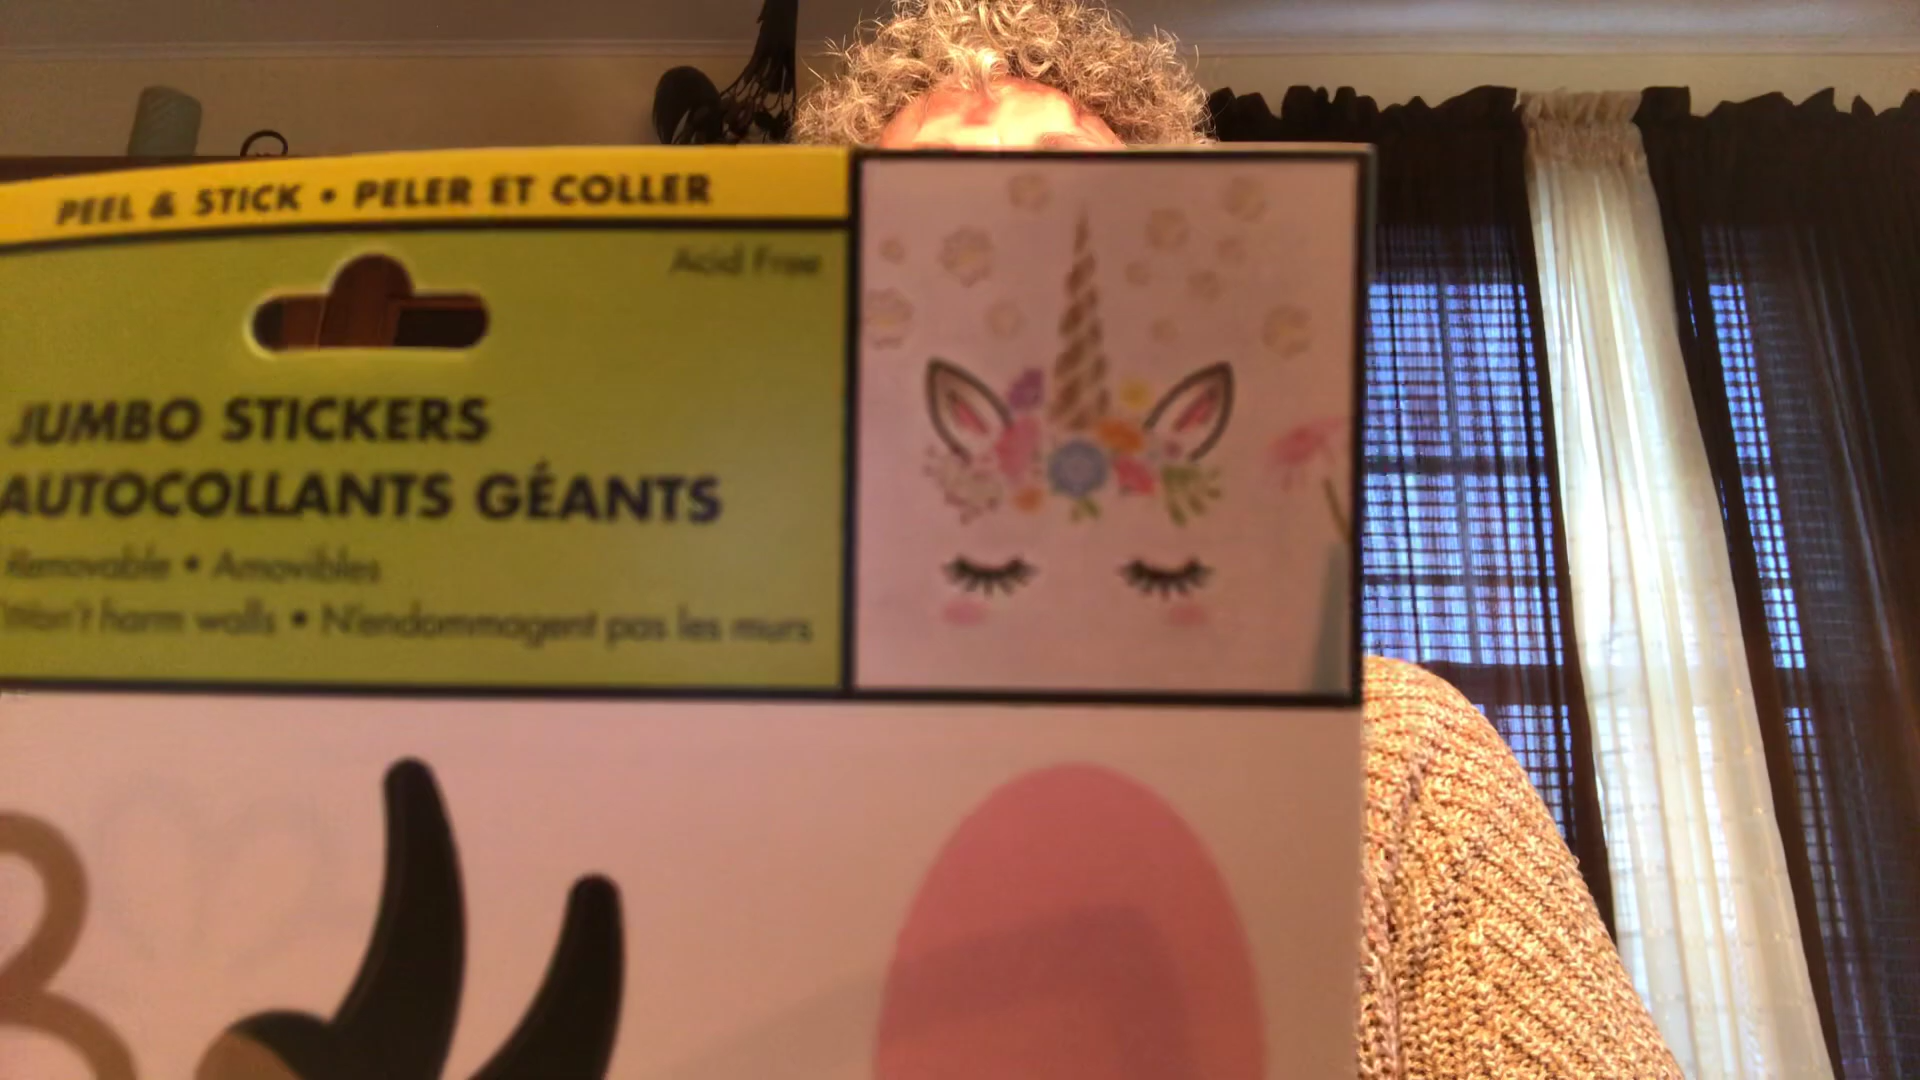 PEEL & STICK • PELER ET COLLER
Acid Free
JUMBO STICKERS
AUTOCOLLANTS GÉANTS
Removable • Amovibles
Won't harm walls • N'endommagent pas les murs